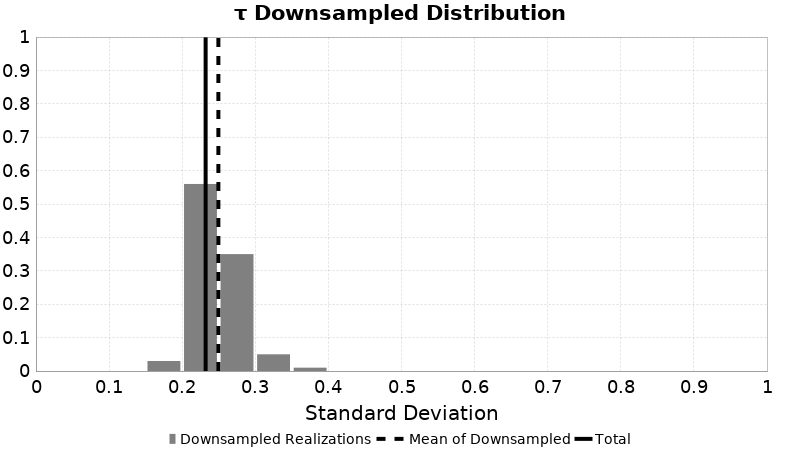 τ Downsampled Distribution
1
0.9
0.8
0.7
0.6
0.5
0.4
0.3
0.2
0.1
0
0 0.1 0.2 0.3 0.4 0.5 0.6 0.7 0.8 0.9 1
Standard Deviation
Downsampled Realizations Mean of Downsampled Total